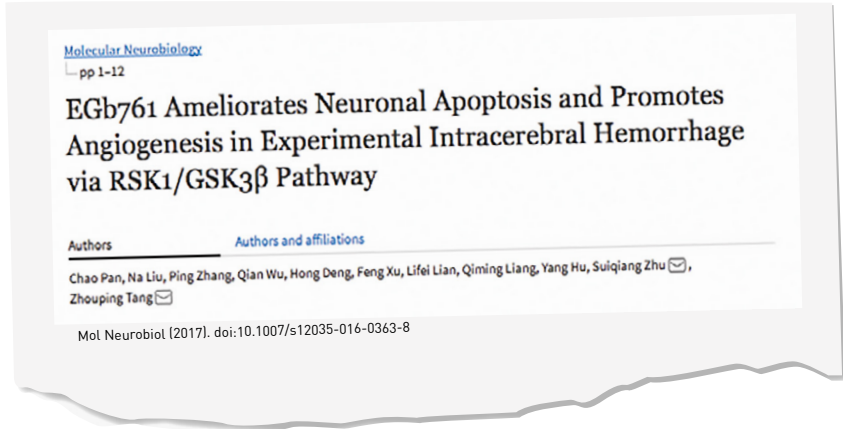 Molecular Neurobiology
pp 1–12
EGb761 Ameliorates Neuronal Apoptosis and Promotes
Angiogenesis in Experimental Intracerebral Hemorrhage
via RSK1/GSK3β Pathway
Authors
Authors and affiliations
Chao Pan, Na Liu, Ping Zhang, Qian Wu, Hong Deng, Feng Xu, Lifei Lian, Qiming Liang, Yang Hu, Suiqiang Zhu,
Zhouping Tang
Mol Neurobiol (2017). doi:10.1007/s12035-016-0363-8